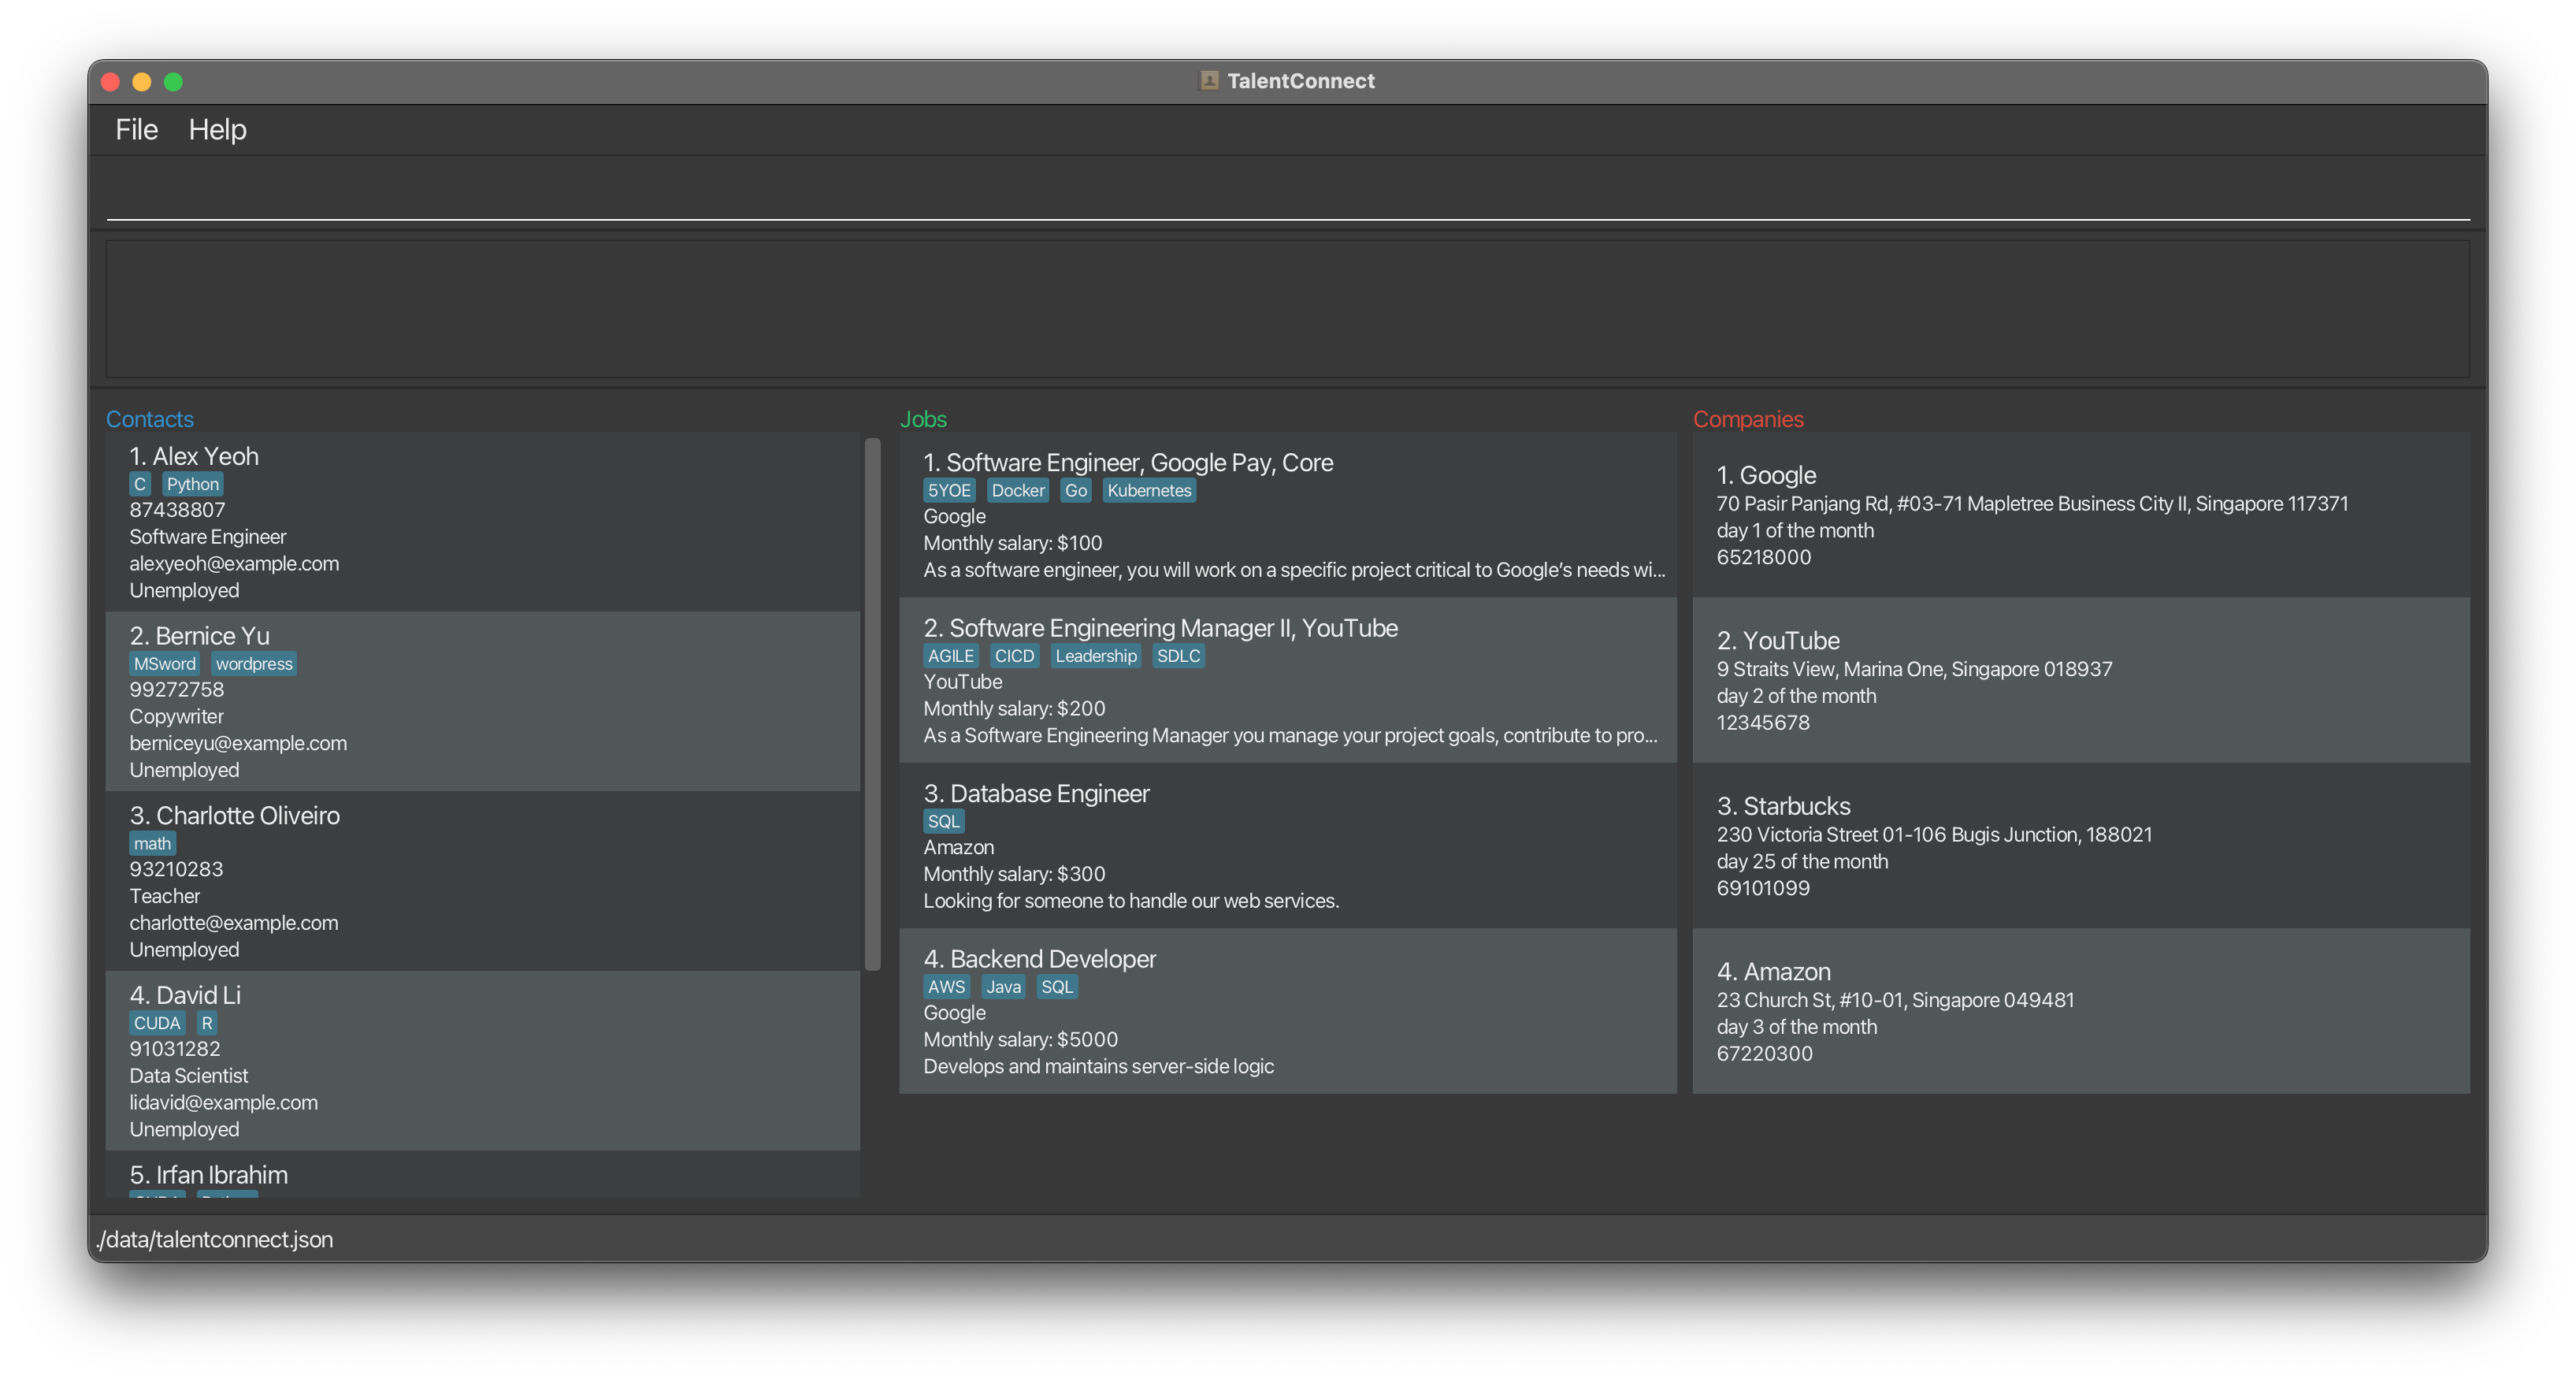 TalentConnect
File Help
Contacts
1. Alex Yeoh
C Python
87438807
Software Engineer
alexyeoh@example.com
Unemployed
2. Bernice Yu
MSword wordpress
99272758
Copywriter
berniceyu@example.com
Unemployed
3. Charlotte Oliveiro
math
93210283
Teacher
charlotte@example.com
Unemployed
4. David Li
CUDA R
91031282
Data Scientist
lidavid@example.com
Unemployed
5. Irfan Ibrahim
Jobs
1. Software Engineer, Google Pay, Core
5YOE Docker Go Kubernetes
Google
Monthly salary: $100
As a software engineer, you will work on a specific project critical to Google’s needs wi...
2. Software Engineering Manager II, YouTube
AGILE CICD Leadership SDLC
YouTube
Monthly salary: $200
As a Software Engineering Manager you manage your project goals, contribute to pro...
3. Database Engineer
SQL
Amazon
Monthly salary: $300
Looking for someone to handle our web services.
4. Backend Developer
AWS Java SQL
Google
Monthly salary: $5000
Develops and maintains server-side logic
Companies
1. Google
70 Pasir Panjang Rd, #03-71 Mapletree Business City II, Singapore 117371
day 1 of the month
65218000
2. YouTube
9 Straits View, Marina One, Singapore 018937
day 2 of the month
12345678
3. Starbucks
230 Victoria Street 01-106 Bugis Junction, 188021
day 25 of the month
69101099
4. Amazon
23 Church St, #10-01, Singapore 049481
day 3 of the month
67220300
./data/talentconnect.json